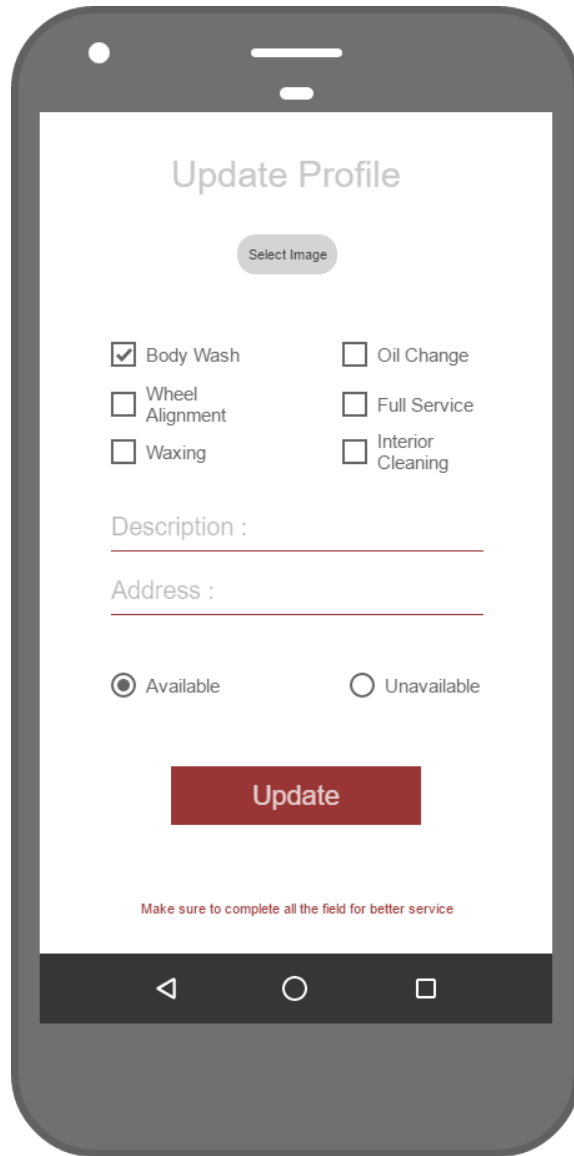 Update Profile
Select Image
Body Wash
Oil Change
Wheel
Alignment
Full Service
Waxing
Interior
Cleaning
Description :
Address :
Available
Unavailable
Update
Make sure to complete all the field for better service